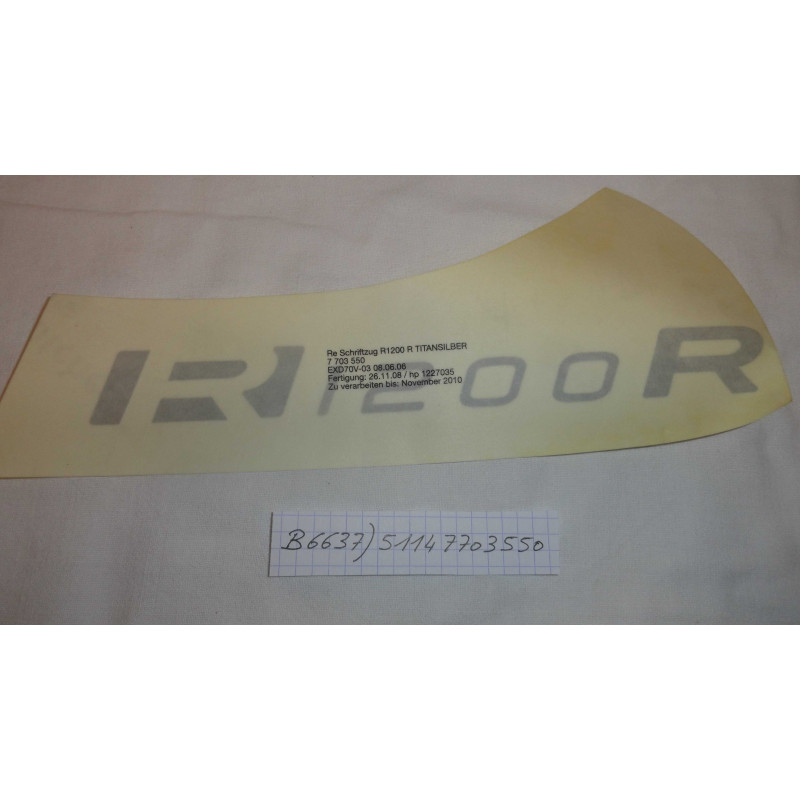 Re Schriftzug R1200 R TITANSILBER
7 703 550
EXD70V-03 08.06.06
Fertigung: 26.11.08 / hp 1227035
Zu verarbeiten bis: November 2010
R1200R
B6637) 51147703550